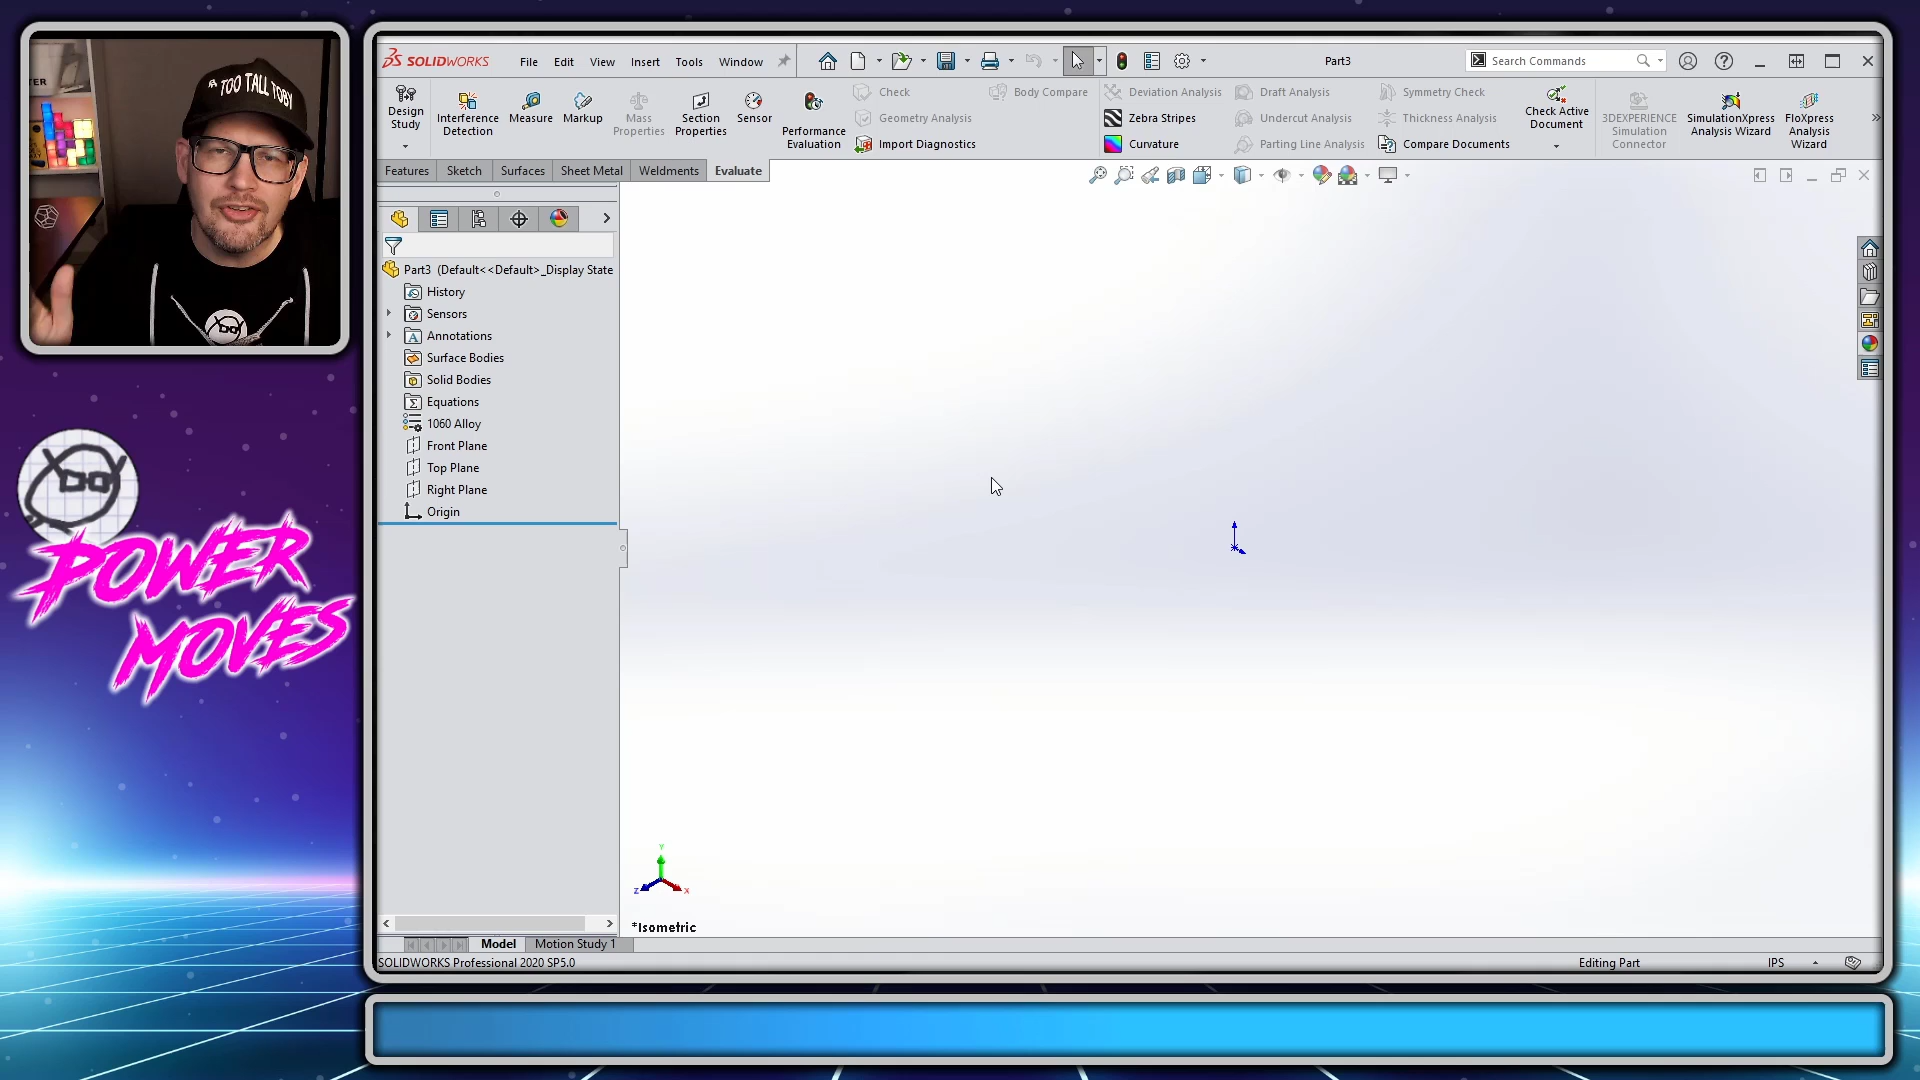 TER
TOO TALL TOBY
SOLIDWORKS
File Edit View Insert Tools Window
Part3
Search Commands
Design
Study
Interference
Detection
Measure
Markup
Mass
Properties
Section
Properties
Sensor
Performance
Evaluation
Check
Geometry Analysis
Import Diagnostics
Body Compare
Deviation Analysis
Zebra Stripes
Curvature
Draft Analysis
Undercut Analysis
Parting Line Analysis
Symmetry Check
Thickness Analysis
Compare Documents
Check Active
Document
3DEXPERIENCE
Simulation
Connector
SimulationXpress
Analysis Wizard
FloXpress
Analysis
Wizard
Features Sketch Surfaces Sheet Metal Weldments Evaluate
Part3 (Default<<Default>_Display State
History
Sensors
Annotations
Surface Bodies
Solid Bodies
Equations
1060 Alloy
Front Plane
Top Plane
Right Plane
Origin
POWER
MOVES
Y
Z X
*Isometric
Model Motion Study 1
SOLIDWORKS Professional 2020 SP5.0
Editing Part
IPS